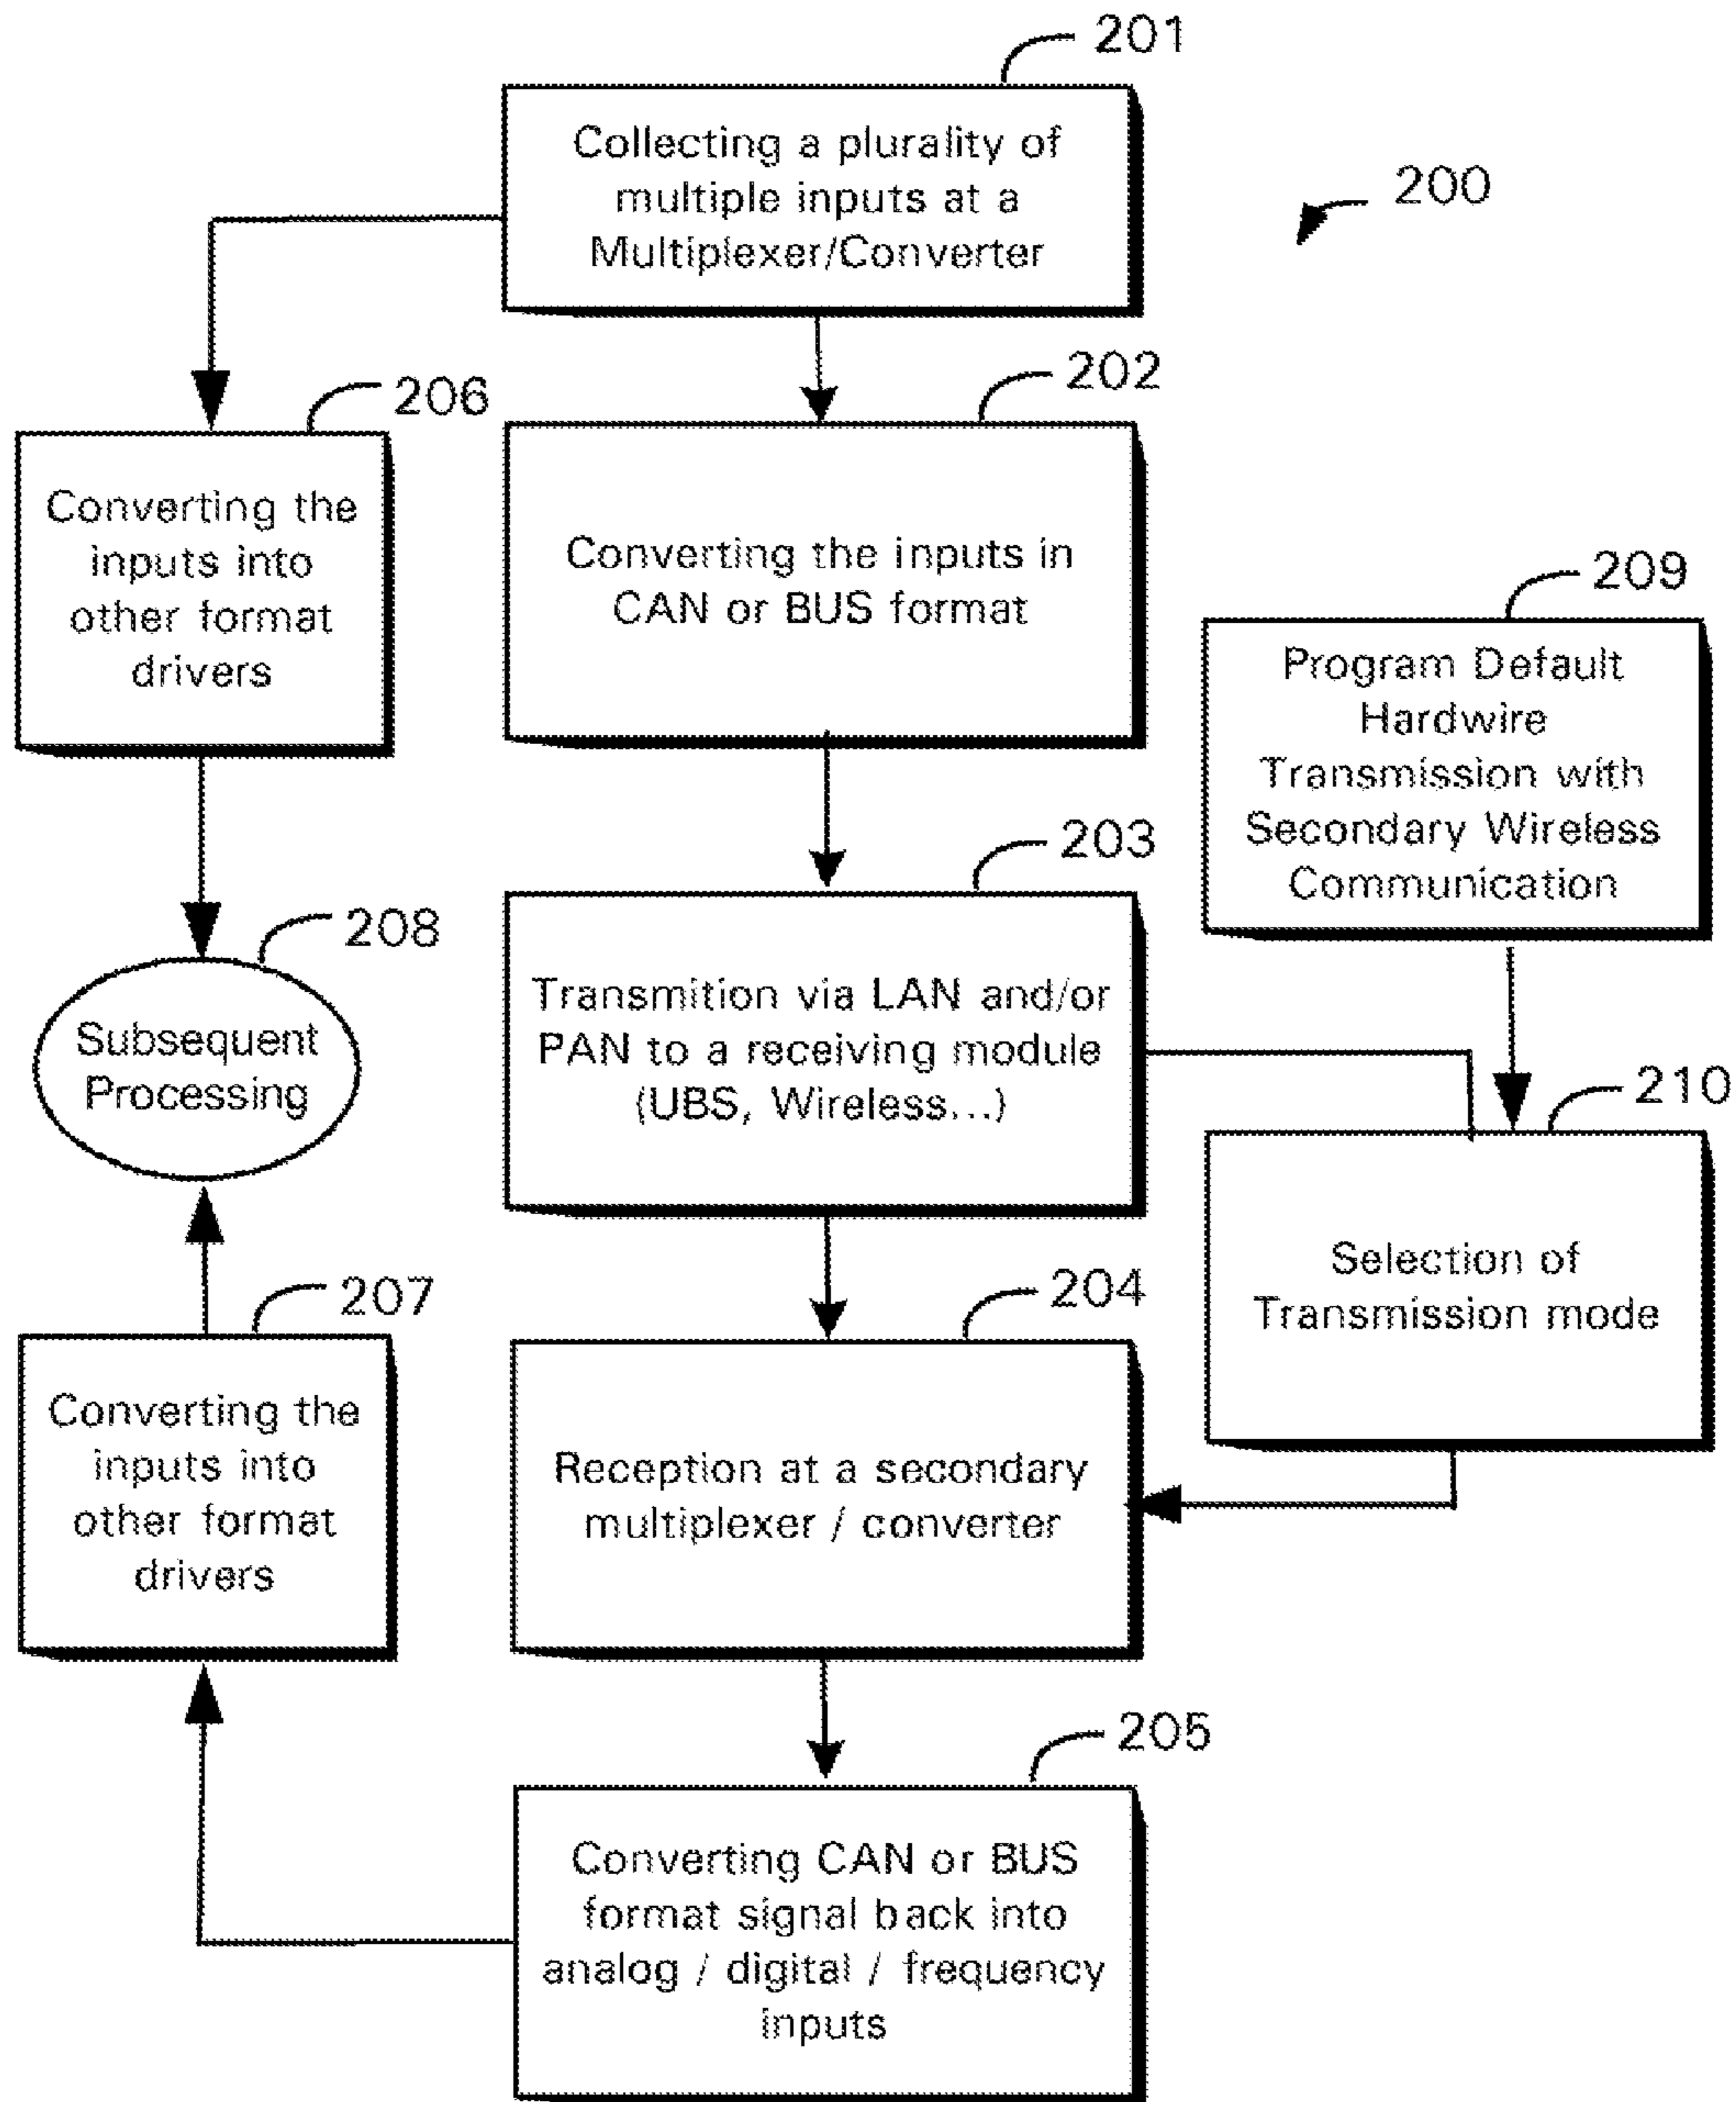 201
Collecting a plurality of
multiple inputs at a
Multiplexer/Converter
200
206
Converting the
inputs into
other format
drivers
202
Converting the inputs in
CAN or BUS format
209
Program Default
Hardwire
Transmission with
Secondary Wireless
Communication
203
Transmition via LAN and/or
PAN to a receiving module
(UBS, Wireless...)
208
Subsequent
Processing
210
Selection of
Transmission mode
207
Converting the
inputs into
other format
drivers
204
Reception at a secondary
multiplexer / converter
205
Converting CAN or BUS
format signal back into
analog / digital / frequency
inputs